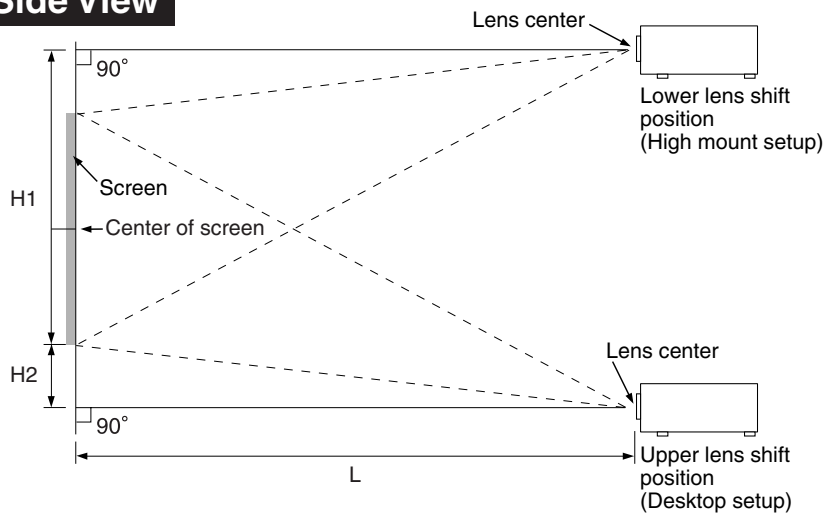 Side View
Lens center
90°
Lower lens shift
position
(High mount setup)
Screen
H1
Center of screen
H2
Lens center
90°
Upper lens shift
position
(Desktop setup)
L